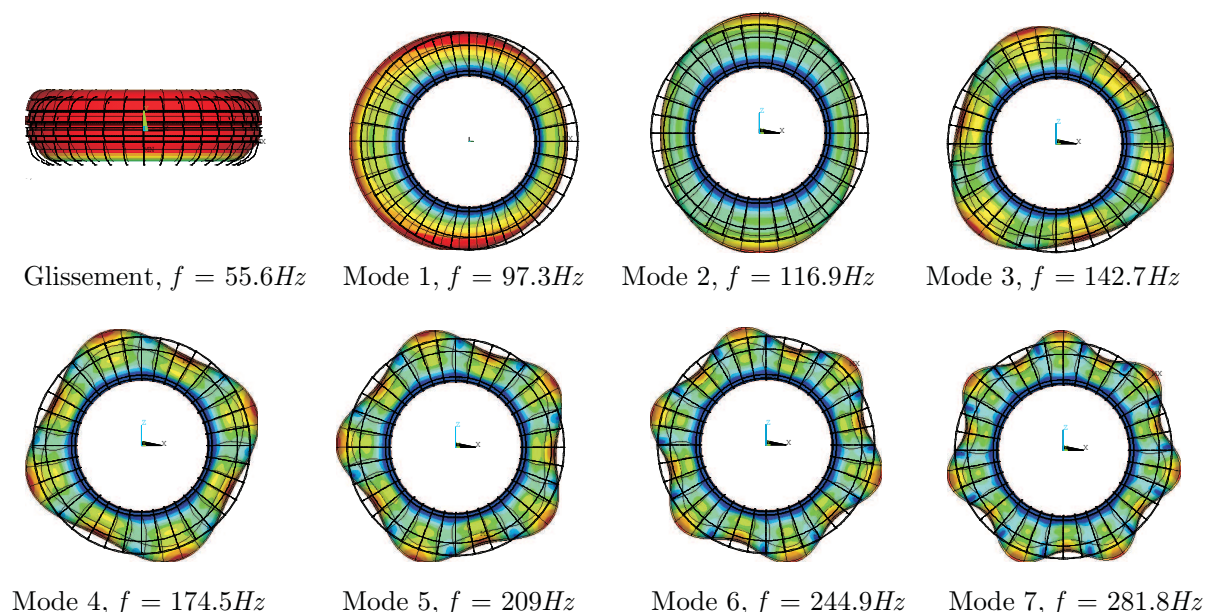 Glissement, f = 55.6Hz
Mode 1, f = 97.3Hz
Mode 2, f = 116.9Hz
Mode 3, f = 142.7Hz
Mode 4, f = 174.5Hz
Mode 5, f = 209Hz
Mode 6, f = 244.9Hz
Mode 7, f = 281.8Hz